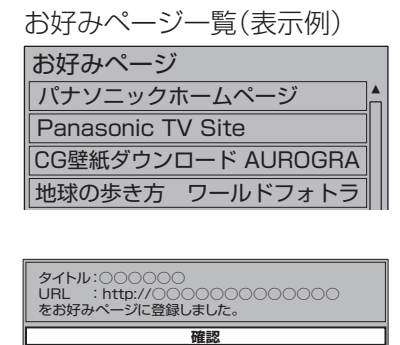 お好みページ一覧(表示例)
お好みページ
パナソニックホームページ
Panasonic TV Site
CG壁紙ダウンロード AUROGRA
地球の歩き方　ワールドフォトラ
タイトル:○○○○○○
URL　:http://○○○○○○○○○○○○○
をお好みページに登録しました。
確認